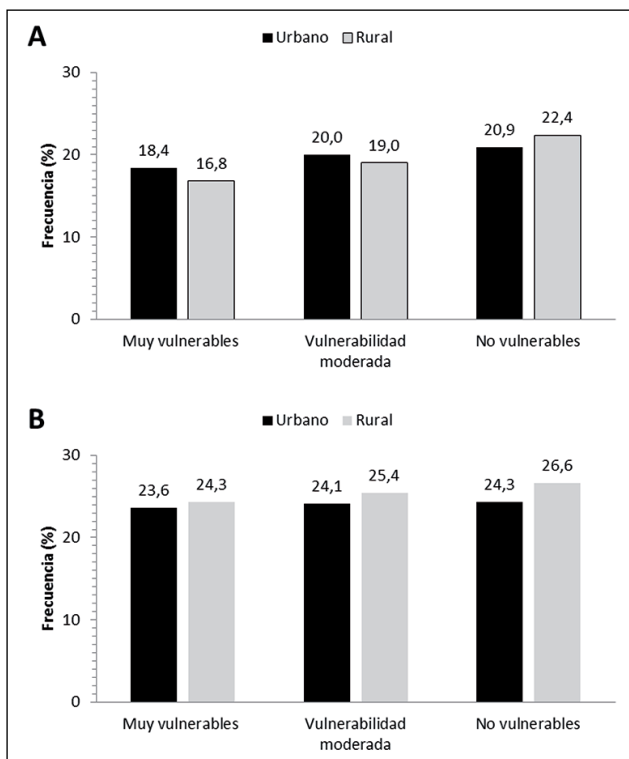 A
Urbano Rural
Frecuencia (%)
30
20
10
0
18,4 16,8 20,0 19,0 20,9 22,4
Muy vulnerables Vulnerabilidad No vulnerables
moderada
B
Urbano Rural
Frecuencia (%)
30
20
10
0
23,6 24,3 24,1 25,4 24,3 26,6
Muy vulnerables Vulnerabilidad No vulnerables
moderada